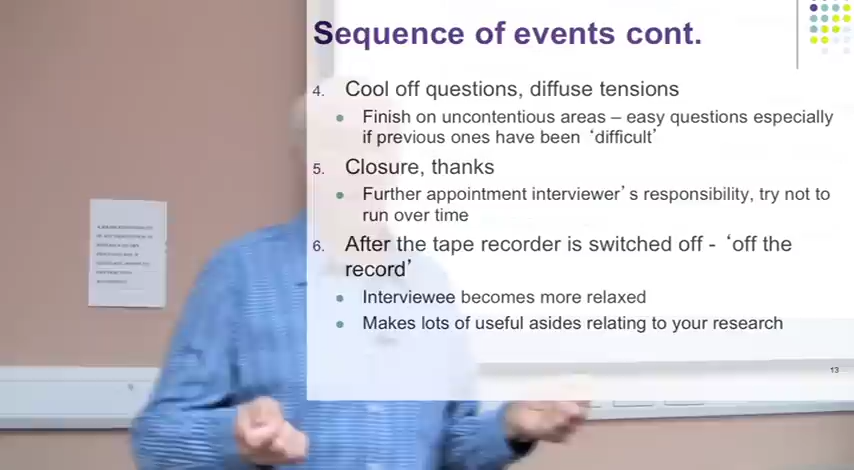 Sequence of events cont.
4. Cool off questions, diffuse tensions
● Finish on uncontentious areas – easy questions especially
if previous ones have been ‘difficult’
5. Closure, thanks
● Further appointment interviewer’s responsibility, try not to
run over time
6. After the tape recorder is switched off - ‘off the
record’
● Interviewee becomes more relaxed
● Makes lots of useful asides relating to your research
13